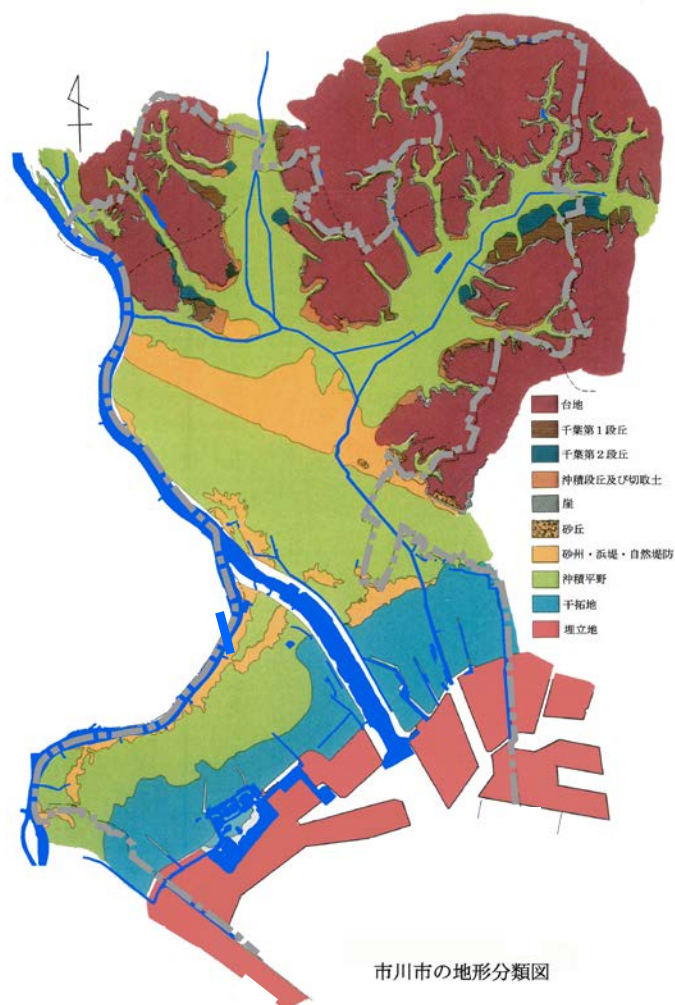 台地
千葉第1段丘
千葉第2段丘
沖積段丘及び切取土
崖
砂丘
砂州・浜堤・自然堤防
沖積平野
干拓地
埋立地
市川市の地形分類図